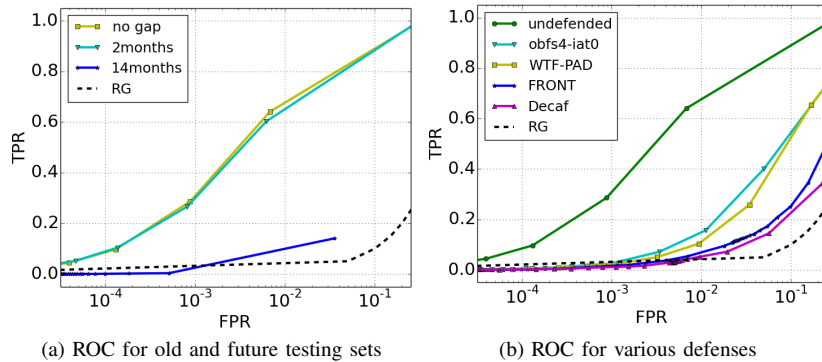 no gap
2months
14months
RG
TPR
1.0
0.8
0.6
0.4
0.2
0.0
10⁻⁴
10⁻³
10⁻²
10⁻¹
FPR
(a) ROC for old and future testing sets
undefended
obfs4-iat0
WTF-PAD
FRONT
Decaf
RG
TPR
1.0
0.8
0.6
0.4
0.2
0.0
10⁻⁴
10⁻³
10⁻²
10⁻¹
FPR
(b) ROC for various defenses